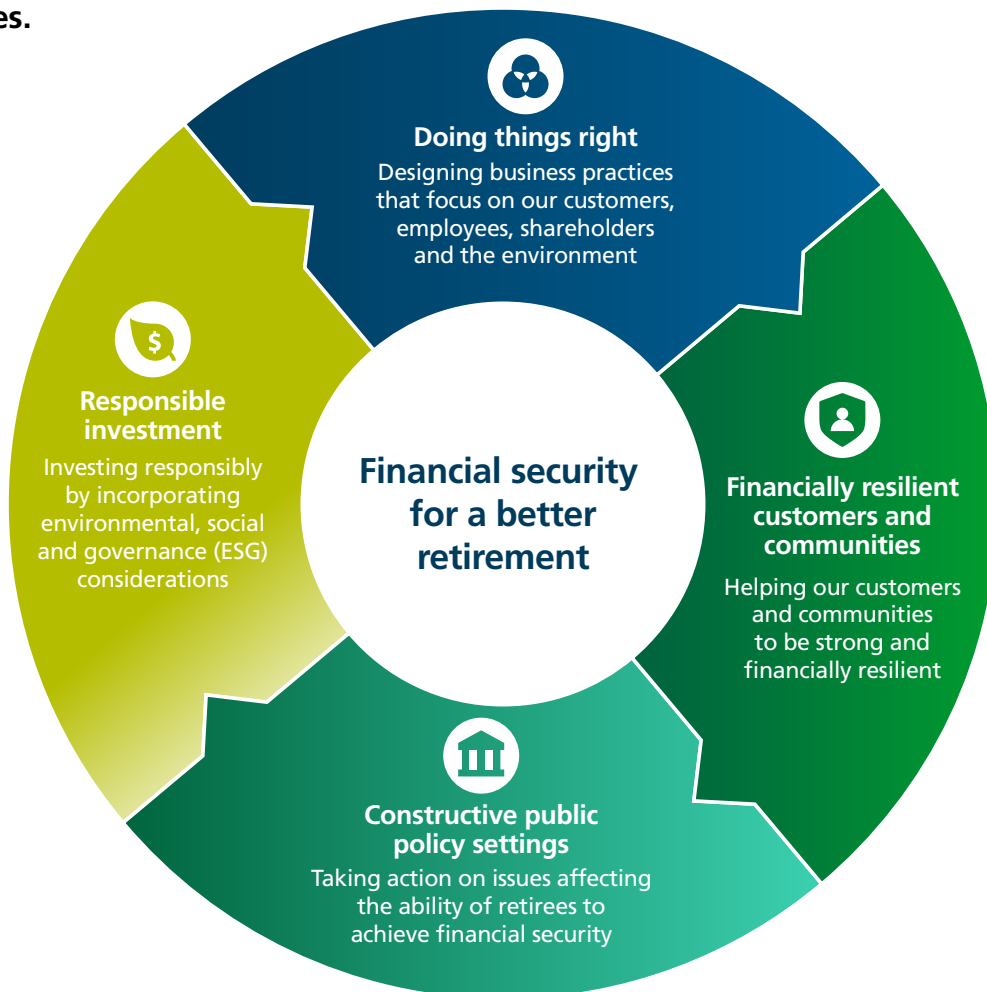 es.
Doing things right
Designing business practices
that focus on our customers,
employees, shareholders
and the environment
Responsible
investment
Investing responsibly
by incorporating
environmental, social
and governance (ESG)
considerations
Financial security
for a better
retirement
Financially resilient
customers and
communities
Helping our customers
and communities
to be strong and
financially resilient
Constructive public
policy settings
Taking action on issues affecting
the ability of retirees to
achieve financial security
$